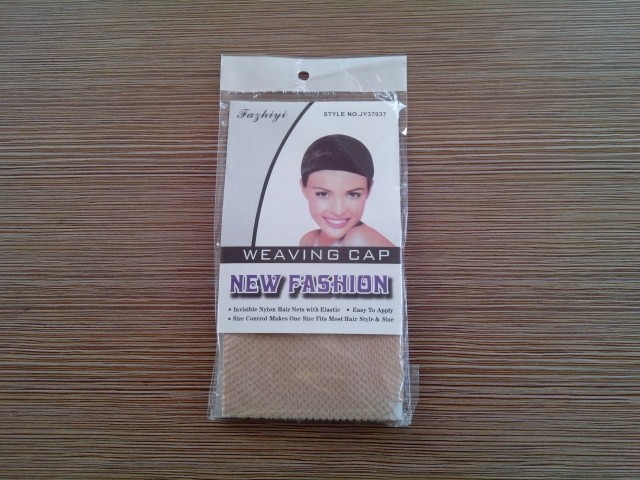 Fazhiyi
STYLE NO.JY37037
WEAVING CAP
NEW FASHION
• Invisible Nylon Hair Nets with Elastic • Easy To Apply
• Size Control Makes One Size Fits Most Hair Style & Size